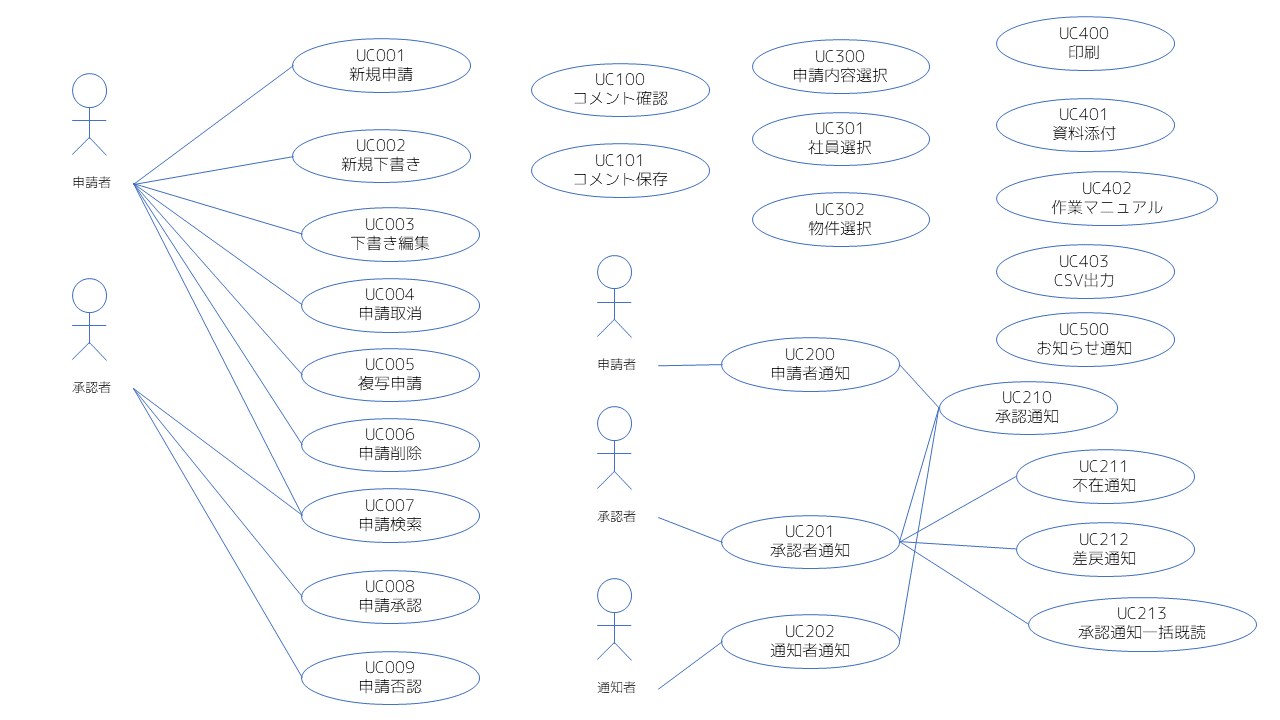 UC001
新規申請
UC002
新規下書き
UC003
下書き編集
UC004
申請取消
UC005
複写申請
UC006
申請削除
UC007
申請検索
UC008
申請承認
UC009
申請否認
申請者
承認者
UC100
コメント確認
UC101
コメント保存
UC300
申請内容選択
UC301
社員選択
UC302
物件選択
UC400
印刷
UC401
資料添付
UC402
作業マニュアル
UC403
CSV出力
UC500
お知らせ通知
申請者
承認者
通知者
UC200
申請者通知
UC201
承認者通知
UC202
通知者通知
UC210
承認通知
UC211
不在通知
UC212
差戻通知
UC213
承認通知一括既読